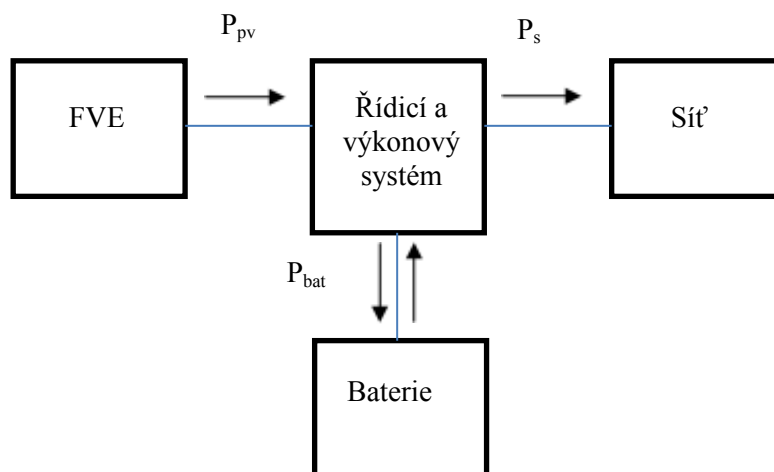 P_pv
P_s
FVE
Řídicí a
výkonový
systém
Síť
P_bat
Baterie